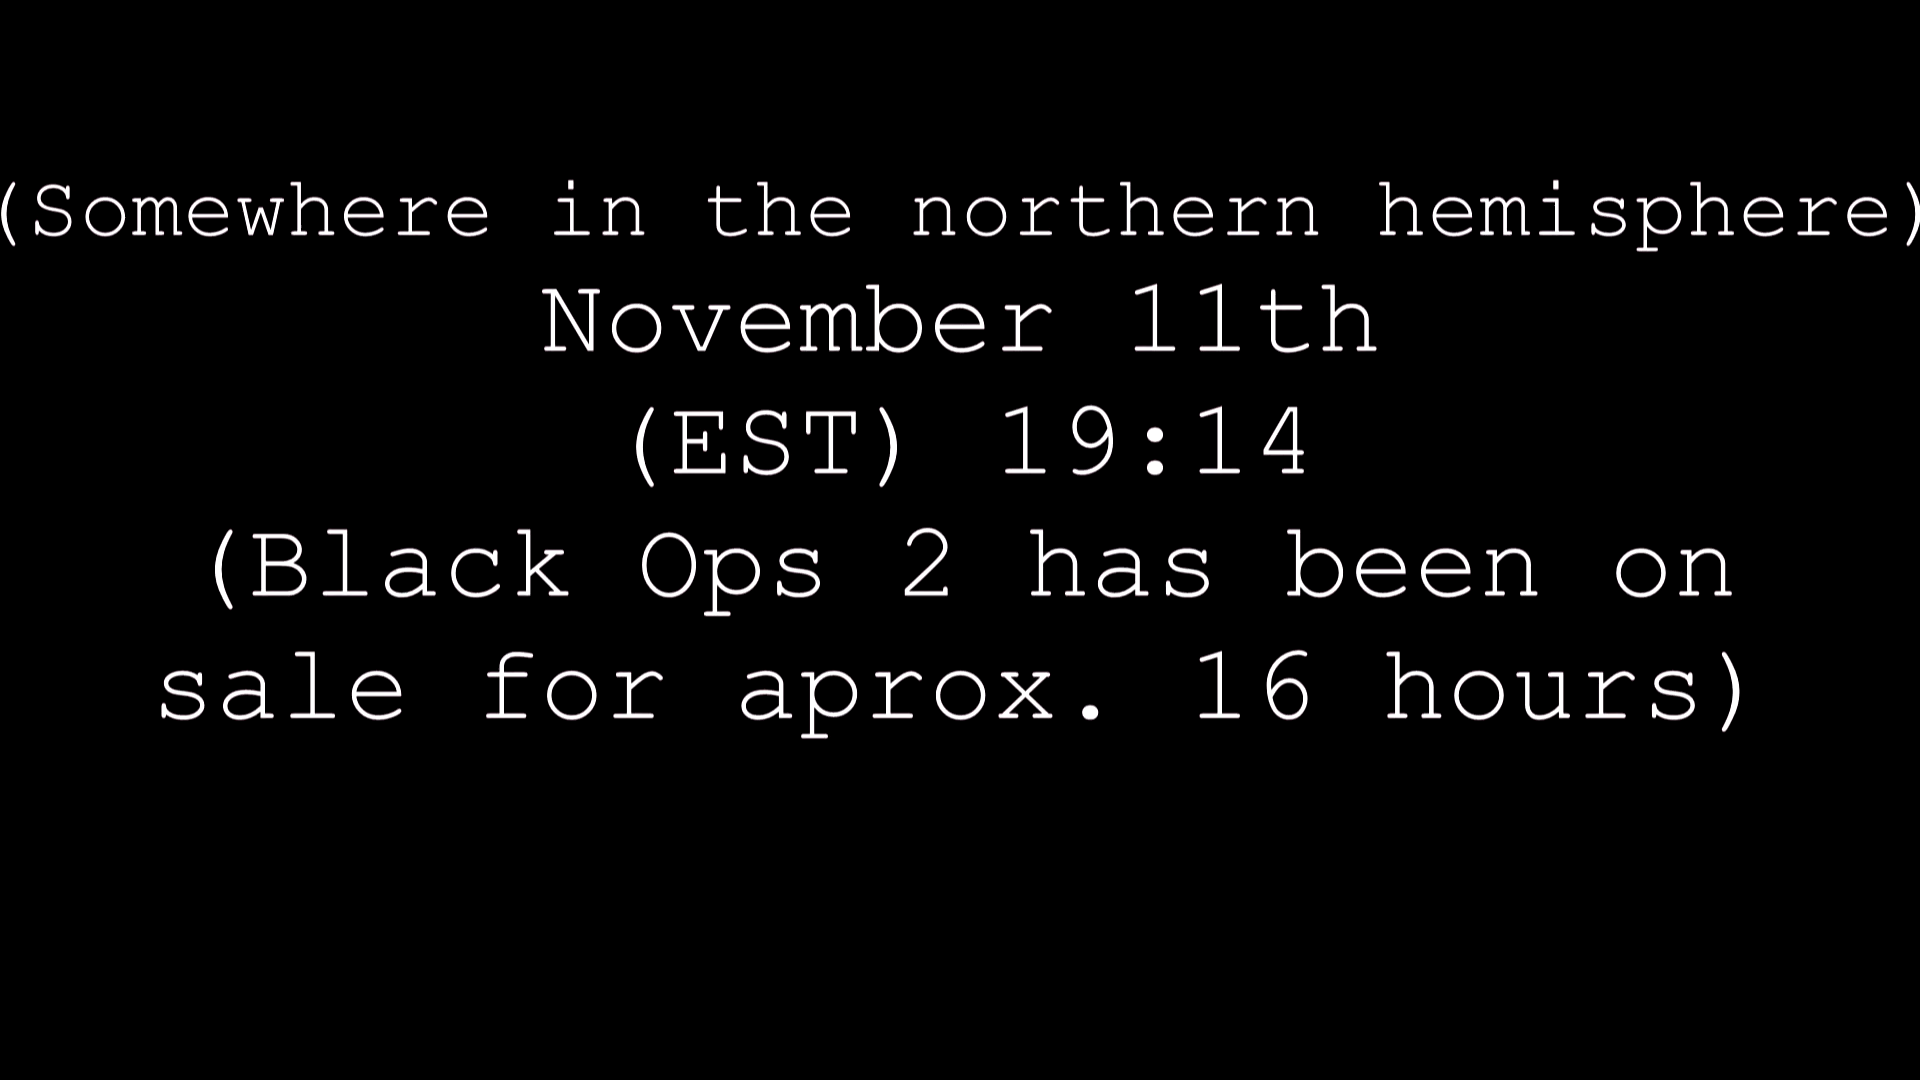 (Somewhere in the northern hemisphere)
November 11th
(EST) 19:14
(Black Ops 2 has been on
sale for aprox. 16 hours)